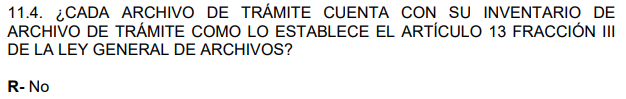 11.4. ¿CADA ARCHIVO DE TRÁMITE CUENTA CON SU INVENTARIO DE
ARCHIVO DE TRÁMITE COMO LO ESTABLECE EL ARTÍCULO 13 FRACCIÓN III
DE LA LEY GENERAL DE ARCHIVOS?
R- No